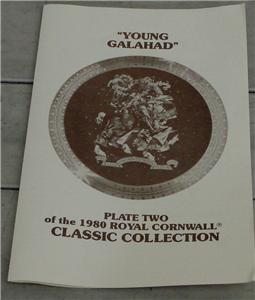 "YOUNG
GALAHAD"
PLATE TWO
of the 1980 ROYAL CORNWALL®
CLASSIC COLLECTION